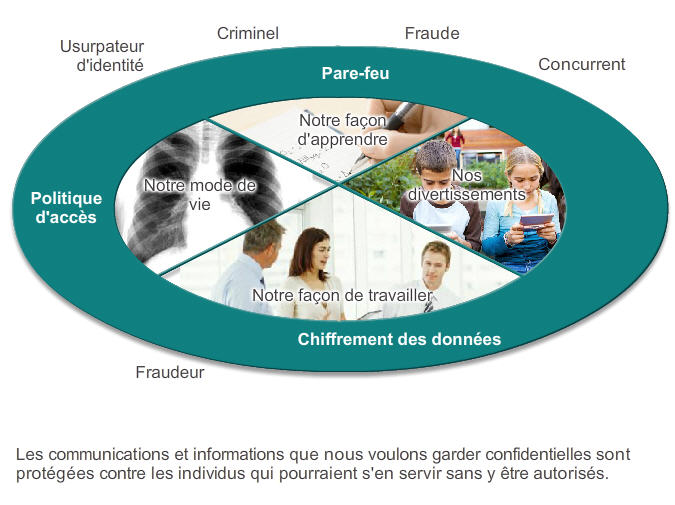 Criminel
Fraude
Usurpateur
d'identité
Concurrent
Pare-feu
Notre façon
d'apprendre
Notre mode de
vie
Nos
divertissements
Politique
d'accès
Notre façon de travailler
Chiffrement des données
Fraudeur
Les communications et informations que nous voulons garder confidentielles sont
protégées contre les individus qui pourraient s'en servir sans y être autorisés.